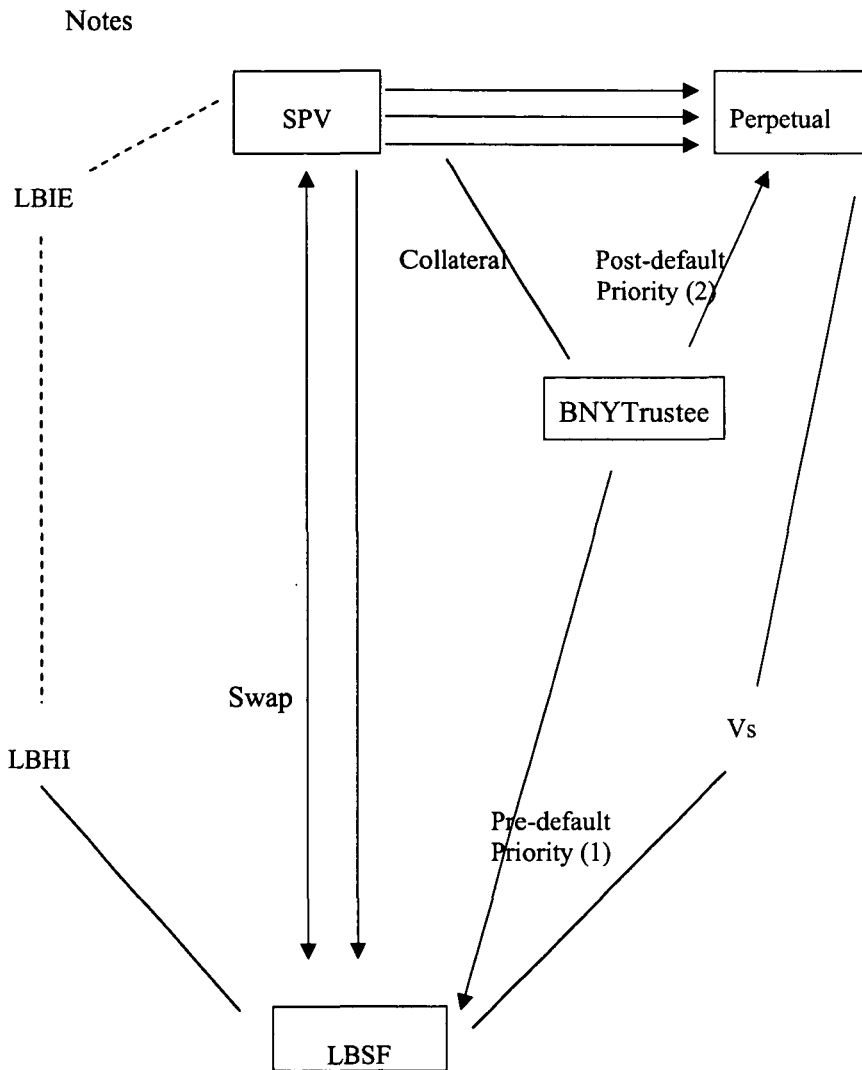 Notes
SPV
Perpetual
LBIE
Collateral
Post-default
Priority (2)
BNYTrustee
Swap
Vs
LBHI
Pre-default
Priority (1)
LBSF